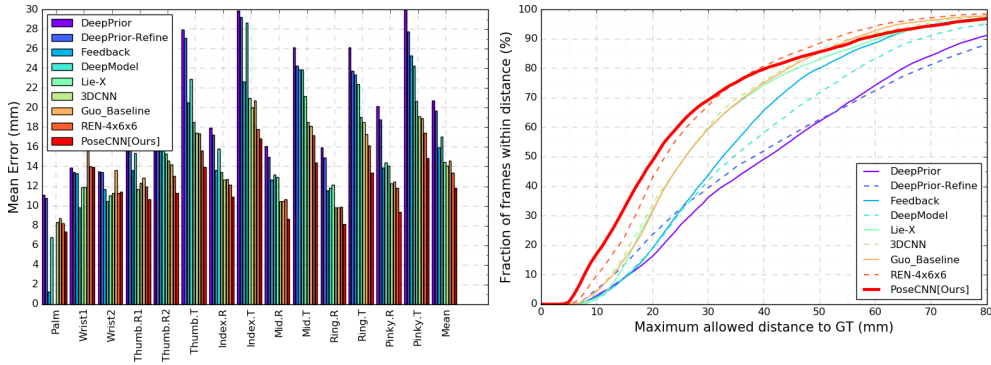 Mean Error (mm)
30
28
26
24
22
20
18
16
14
12
10
8
6
4
2
0
DeepPrior
DeepPrior-Refine
Feedback
DeepModel
Lie-X
3DCNN
Guo_Baseline
REN-4x6x6
PoseCNN[Ours]
Palm
Wrist1
Wrist2
Thumb.R1
Thumb.R2
Thumb.T
Index.R
Index.T
Mid.R
Mid.T
Ring.R
Ring.T
Pinky.R
Pinky.T
Mean
Fraction of frames within distance (%)
100
90
80
70
60
50
40
30
20
10
0
DeepPrior
DeepPrior-Refine
Feedback
DeepModel
Lie-X
3DCNN
Guo_Baseline
REN-4x6x6
PoseCNN[Ours]
0 10 20 30 40 50 60 70 80
Maximum allowed distance to GT (mm)